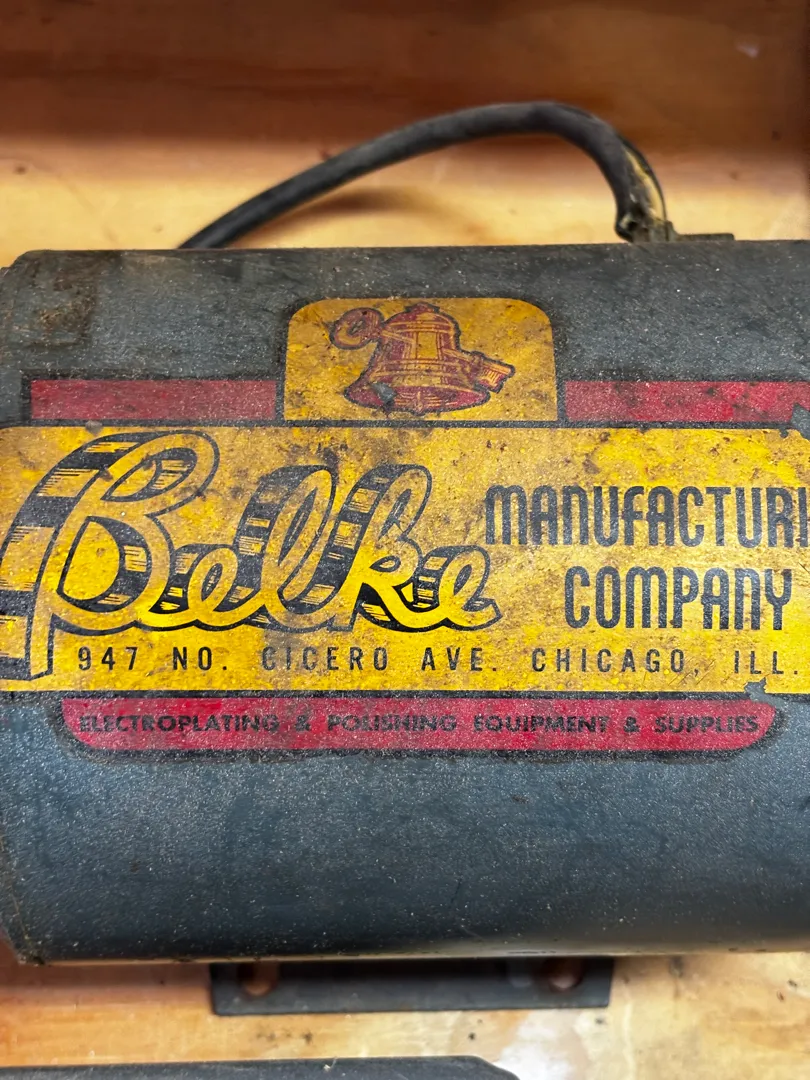 Belke MANUFACTURI
COMPANY
947 NO. CICERO AVE. CHICAGO, ILL.
ELECTROPLATING & POLISHING EQUIPMENT & SUPPLIES